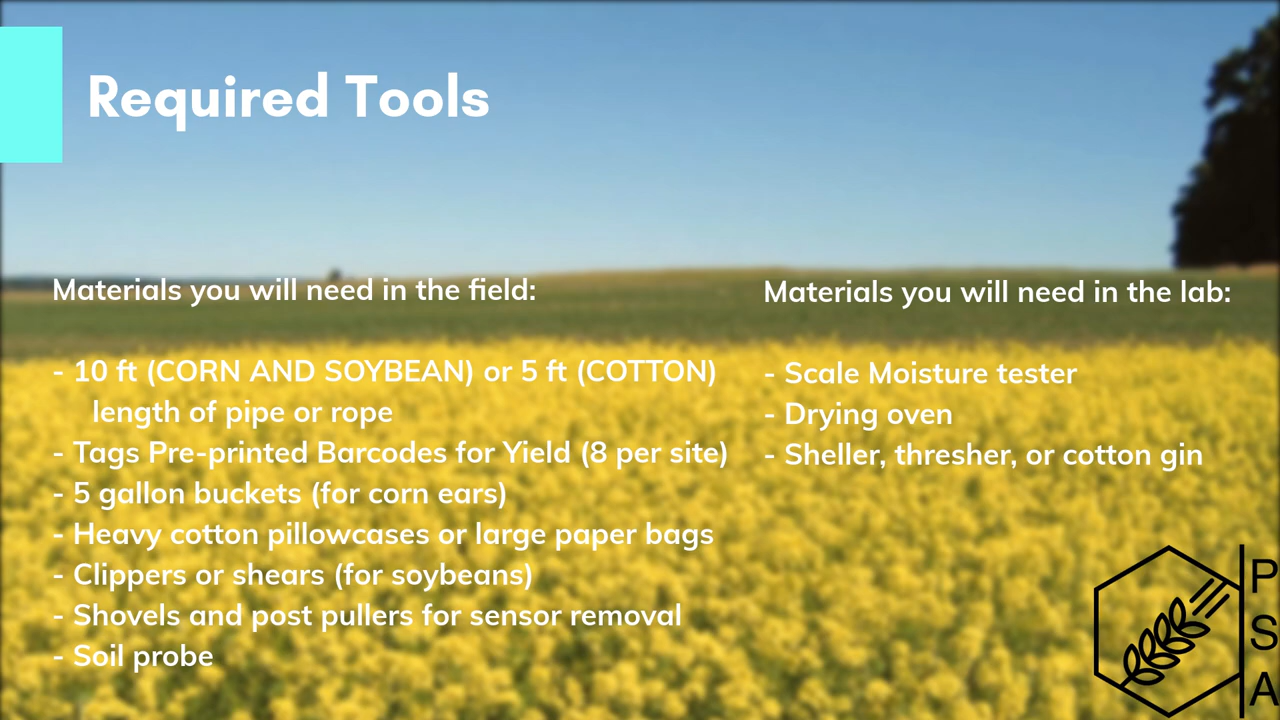 Required Tools
Materials you will need in the field:
- 10 ft (CORN AND SOYBEAN) or 5 ft (COTTON)
length of pipe or rope
- Tags Pre-printed Barcodes for Yield (8 per site)
- 5 gallon buckets (for corn ears)
- Heavy cotton pillowcases or large paper bags
- Clippers or shears (for soybeans)
- Shovels and post pullers for sensor removal
- Soil probe
Materials you will need in the lab:
- Scale Moisture tester
- Drying oven
- Sheller, thresher, or cotton gin
P
S
A